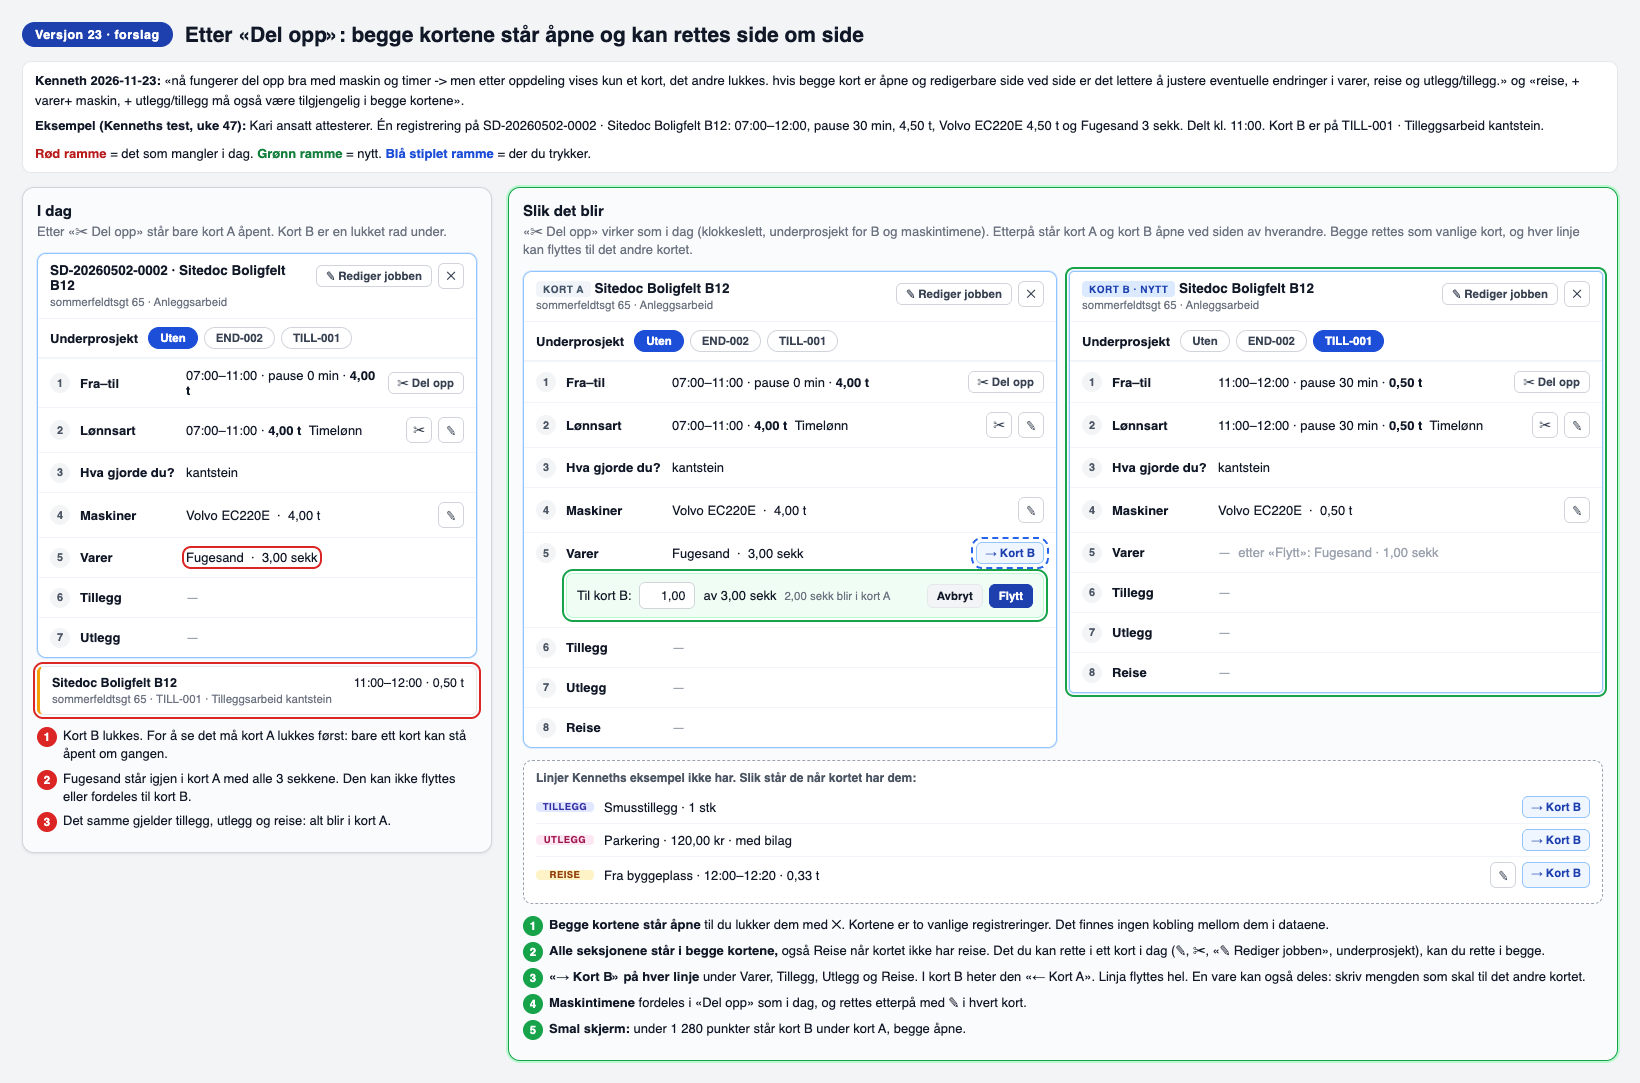 Versjon 23 · forslag
Etter «Del opp»: begge kortene står åpne og kan rettes side om side
Kenneth 2026-11-23: «nå fungerer del opp bra med maskin og timer -> men etter oppdeling vises kun et kort, det andre lukkes. hvis begge kort er åpne og redigerbare side ved side er det lettere å justere eventuelle endringer i varer, reise og utlegg/tillegg.» og «reise, +
varer+ maskin, + utlegg/tillegg må også være tilgjengelig i begge kortene».
Eksempel (Kenneths test, uke 47): Kari ansatt attesterer. Én registrering på SD-20260502-0002 · Sitedoc Boligfelt B12: 07:00–12:00, pause 30 min, 4,50 t, Volvo EC220E 4,50 t og Fugesand 3 sekk. Delt kl. 11:00. Kort B er på TILL-001 · Tilleggsarbeid kantstein.
Rød ramme = det som mangler i dag. Grønn ramme = nytt. Blå stiplet ramme = der du trykker.
I dag
Etter «✂ Del opp» står bare kort A åpent. Kort B er en lukket rad under.
SD-20260502-0002 · Sitedoc Boligfelt
B12
✎ Rediger jobben
✕
sommerfeldtsgt 65 · Anleggsarbeid
Underprosjekt
Uten
END-002
TILL-001
1 Fra–til 07:00–11:00 · pause 0 min · 4,00
t
✂ Del opp
2 Lønnsart 07:00–11:00 · 4,00 t Timelønn ✂ ✎
3 Hva gjorde du? kantstein
4 Maskiner Volvo EC220E · 4,00 t ✎
5 Varer Fugesand · 3,00 sekk
6 Tillegg —
7 Utlegg —
Sitedoc Boligfelt B12 11:00–12:00 · 0,50 t
sommerfeldtsgt 65 · TILL-001 · Tilleggsarbeid kantstein
1 Kort B lukkes. For å se det må kort A lukkes først: bare ett kort kan stå
åpent om gangen.
2 Fugesand står igjen i kort A med alle 3 sekkene. Den kan ikke flyttes
eller fordeles til kort B.
3 Det samme gjelder tillegg, utlegg og reise: alt blir i kort A.
Slik det blir
«✂ Del opp» virker som i dag (klokkeslett, underprosjekt for B og maskintimene). Etterpå står kort A og kort B åpne ved siden av hverandre. Begge rettes som vanlige kort, og hver linje
kan flyttes til det andre kortet.
KORT A Sitedoc Boligfelt B12 ✎ Rediger jobben ✕
sommerfeldtsgt 65 · Anleggsarbeid
Underprosjekt Uten END-002 TILL-001
1 Fra–til 07:00–11:00 · pause 0 min · 4,00 t ✂ Del opp
2 Lønnsart 07:00–11:00 · 4,00 t Timelønn ✂ ✎
3 Hva gjorde du? kantstein
4 Maskiner Volvo EC220E · 4,00 t ✎
5 Varer Fugesand · 3,00 sekk → Kort B
Til kort B: 1,00 av 3,00 sekk 2,00 sekk blir i kort A Avbryt Flytt
6 Tillegg —
7 Utlegg —
8 Reise —
KORT B · NYTT Sitedoc Boligfelt B12 ✎ Rediger jobben ✕
sommerfeldtsgt 65 · Anleggsarbeid
Underprosjekt Uten END-002 TILL-001
1 Fra–til 11:00–12:00 · pause 30 min · 0,50 t ✂ Del opp
2 Lønnsart 11:00–12:00 · pause 30 min · 0,50 t Timelønn ✂ ✎
3 Hva gjorde du? kantstein
4 Maskiner Volvo EC220E · 0,50 t ✎
5 Varer — etter «Flytt»: Fugesand · 1,00 sekk
6 Tillegg —
7 Utlegg —
8 Reise —
Linjer Kenneths eksempel ikke har. Slik står de når kortet har dem:
TILLEGG Smusstillegg · 1 stk → Kort B
UTLEGG Parkering · 120,00 kr · med bilag → Kort B
REISE Fra byggeplass · 12:00–12:20 · 0,33 t ✎ → Kort B
1 Begge kortene står åpne til du lukker dem med ✕. Kortene er to vanlige registreringer. Det finnes ingen kobling mellom dem i dataene.
2 Alle seksjonene står i begge kortene, også Reise når kortet ikke har reise. Det du kan rette i ett kort i dag (✎, ✂, «✎ Rediger jobben», underprosjekt), kan du rette i begge.
3 «→ Kort B» på hver linje under Varer, Tillegg, Utlegg og Reise. I kort B heter den «← Kort A». Linja flyttes hel. En vare kan også deles: skriv mengden som skal til det andre kortet.
4 Maskintimene fordeles i «Del opp» som i dag, og rettes etterpå med ✎ i hvert kort.
5 Smal skjerm: under 1 280 punkter står kort B under kort A, begge åpne.